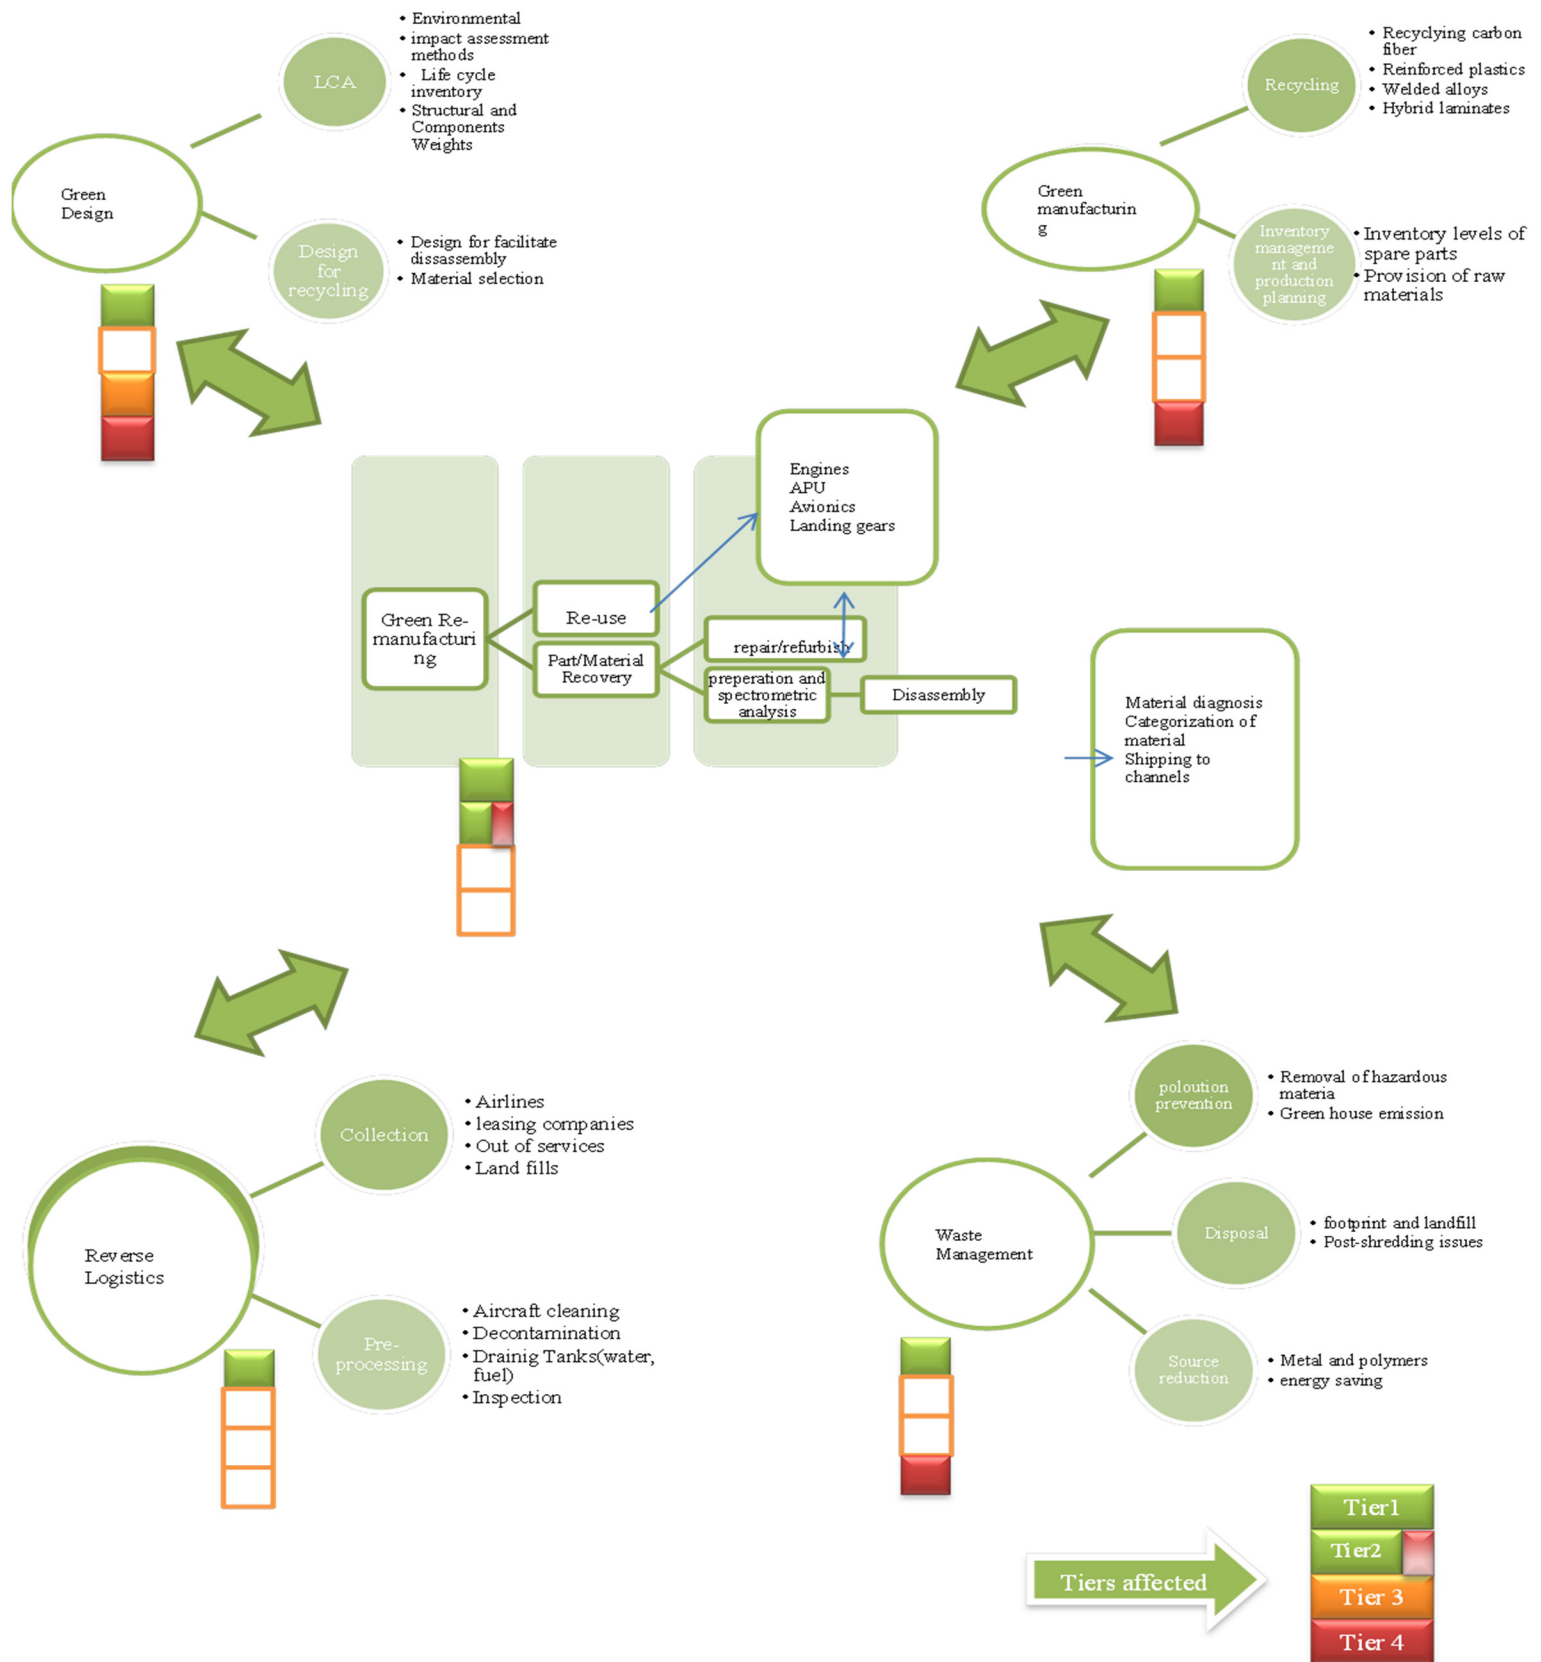 LCA
• Environmental
• impact assessment
methods
• Life cycle
inventory
• Structural and
Components
Weights
Green
Design
Design
for
recycling
• Design for facilitate
dissassembly
• Material selection
Recycling
• Recyclying carbon
fiber
• Reinforced plastics
• Welded alloys
• Hybrid laminates
Green
manufacturin
g
Inventory
manageme
nt and
production
planning
• Inventory levels of
spare parts
• Provision of raw
materials
Engines
APU
Avionics
Landing gears
Green Re-
manufacturi
ng
Re-use
Part/Material
Recovery
repair/refurbish
preperation and
spectrometric
analysis
Disassembly
Material diagnosis
Categorization of
material
Shipping to
channels
Collection
• Airlines
• leasing companies
• Out of services
• Land fills
Reverse
Logistics
Pre-
processing
• Aircraft cleaning
• Decontamination
• Drainig Tanks(water,
fuel)
• Inspection
poloution
prevention
• Removal of hazardous
materia
• Green house emission
Waste
Management
Disposal
• footprint and landfill
• Post-shredding issues
Source
reduction
• Metal and polymers
• energy saving
Tiers affected
Tier1
Tier2
Tier 3
Tier 4